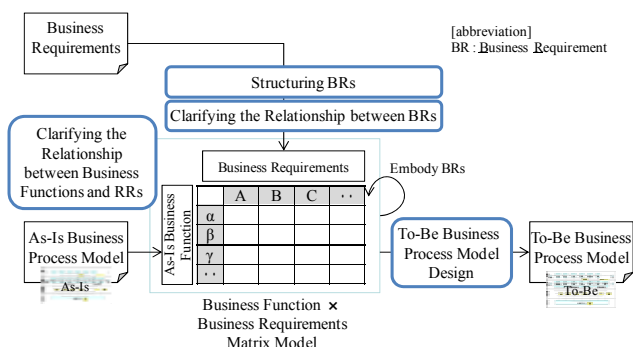 Business
Requirements
[abbreviation]
BR : Business Requirement
Structuring BRs
Clarifying the Relationship between BRs
Clarifying the
Relationship
between Business
Functions and RRs
Business Requirements
Embody BRs
A B C ··
As-Is Business
Function
α
β
γ
··
As-Is Business
Process Model
As-Is
To-Be Business
Process Model
Design
To-Be Business
Process Model
To-Be
Business Function ×
Business Requirements
Matrix Model